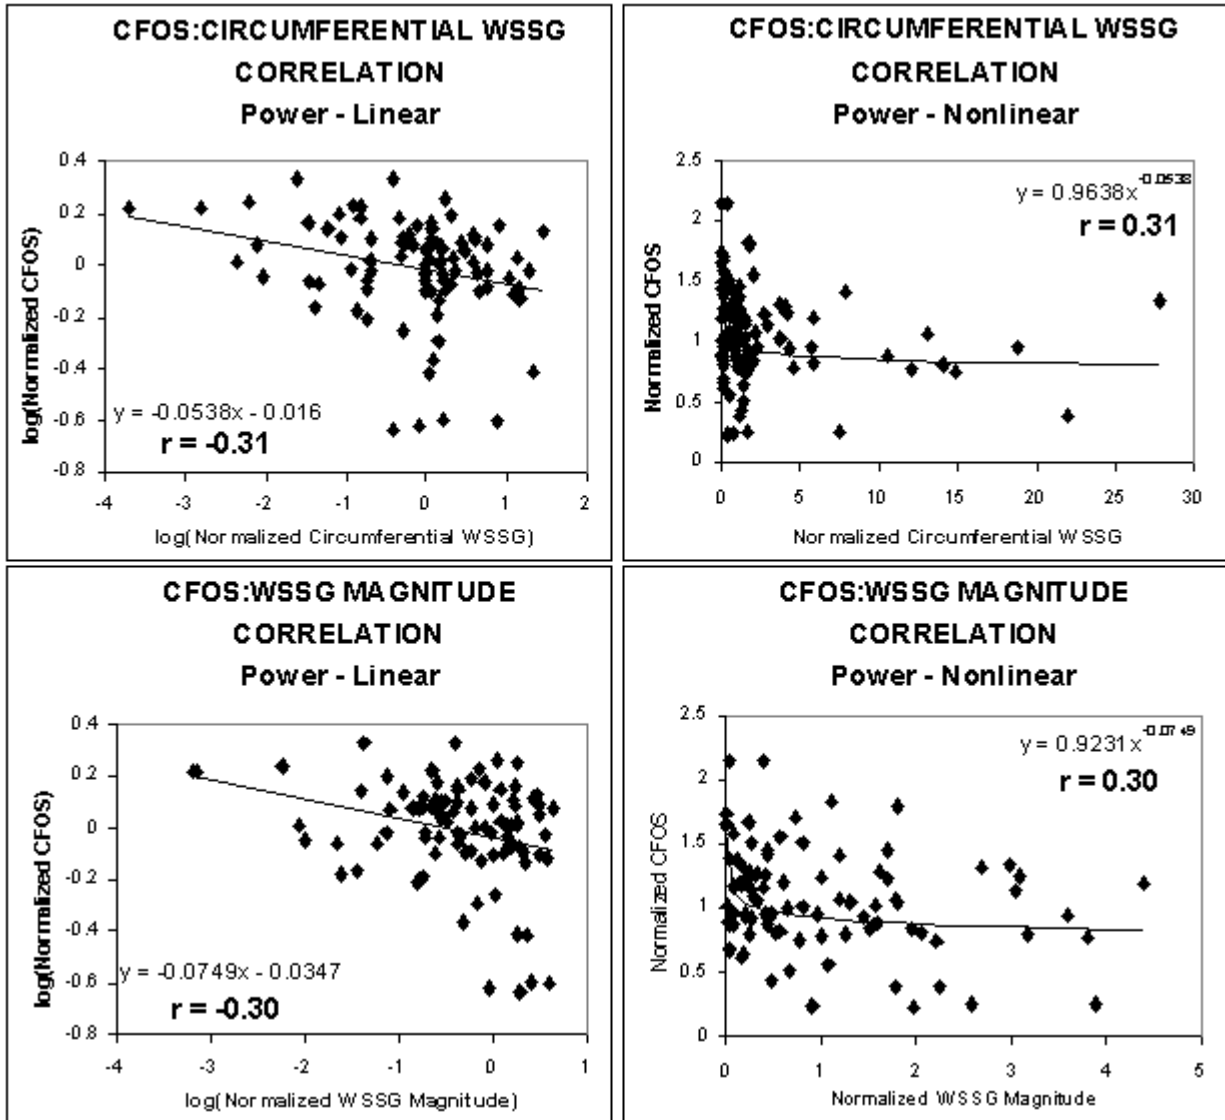 CFOS:CIRCUMFERENTIAL WSSG
CORRELATION
Power - Linear
0.4
0.2
0
-0.2
-0.4
-0.6
-0.8
log(Normalized CFOS)
y = -0.0538x - 0.016
r = -0.31
-4 -3 -2 -1 0 1 2
log(Normalized Circumferential WSSG)
CFOS:CIRCUMFERENTIAL WSSG
CORRELATION
Power - Nonlinear
2.5
2
1.5
1
0.5
0
Normalized CFOS
y = 0.9638x^-0.0538
r = 0.31
0 5 10 15 20 25 30
Normalized Circumferential WSSG
CFOS:WSSG MAGNITUDE
CORRELATION
Power - Linear
0.4
0.2
0
-0.2
-0.4
-0.6
-0.8
log(Normalized CFOS)
y = -0.0749x - 0.0347
r = -0.30
-4 -3 -2 -1 0 1
log(Normalized WSSG Magnitude)
CFOS:WSSG MAGNITUDE
CORRELATION
Power - Nonlinear
2.5
2
1.5
1
0.5
0
Normalized CFOS
y = 0.9231x^-0.0749
r = 0.30
0 1 2 3 4 5
Normalized WSSG Magnitude